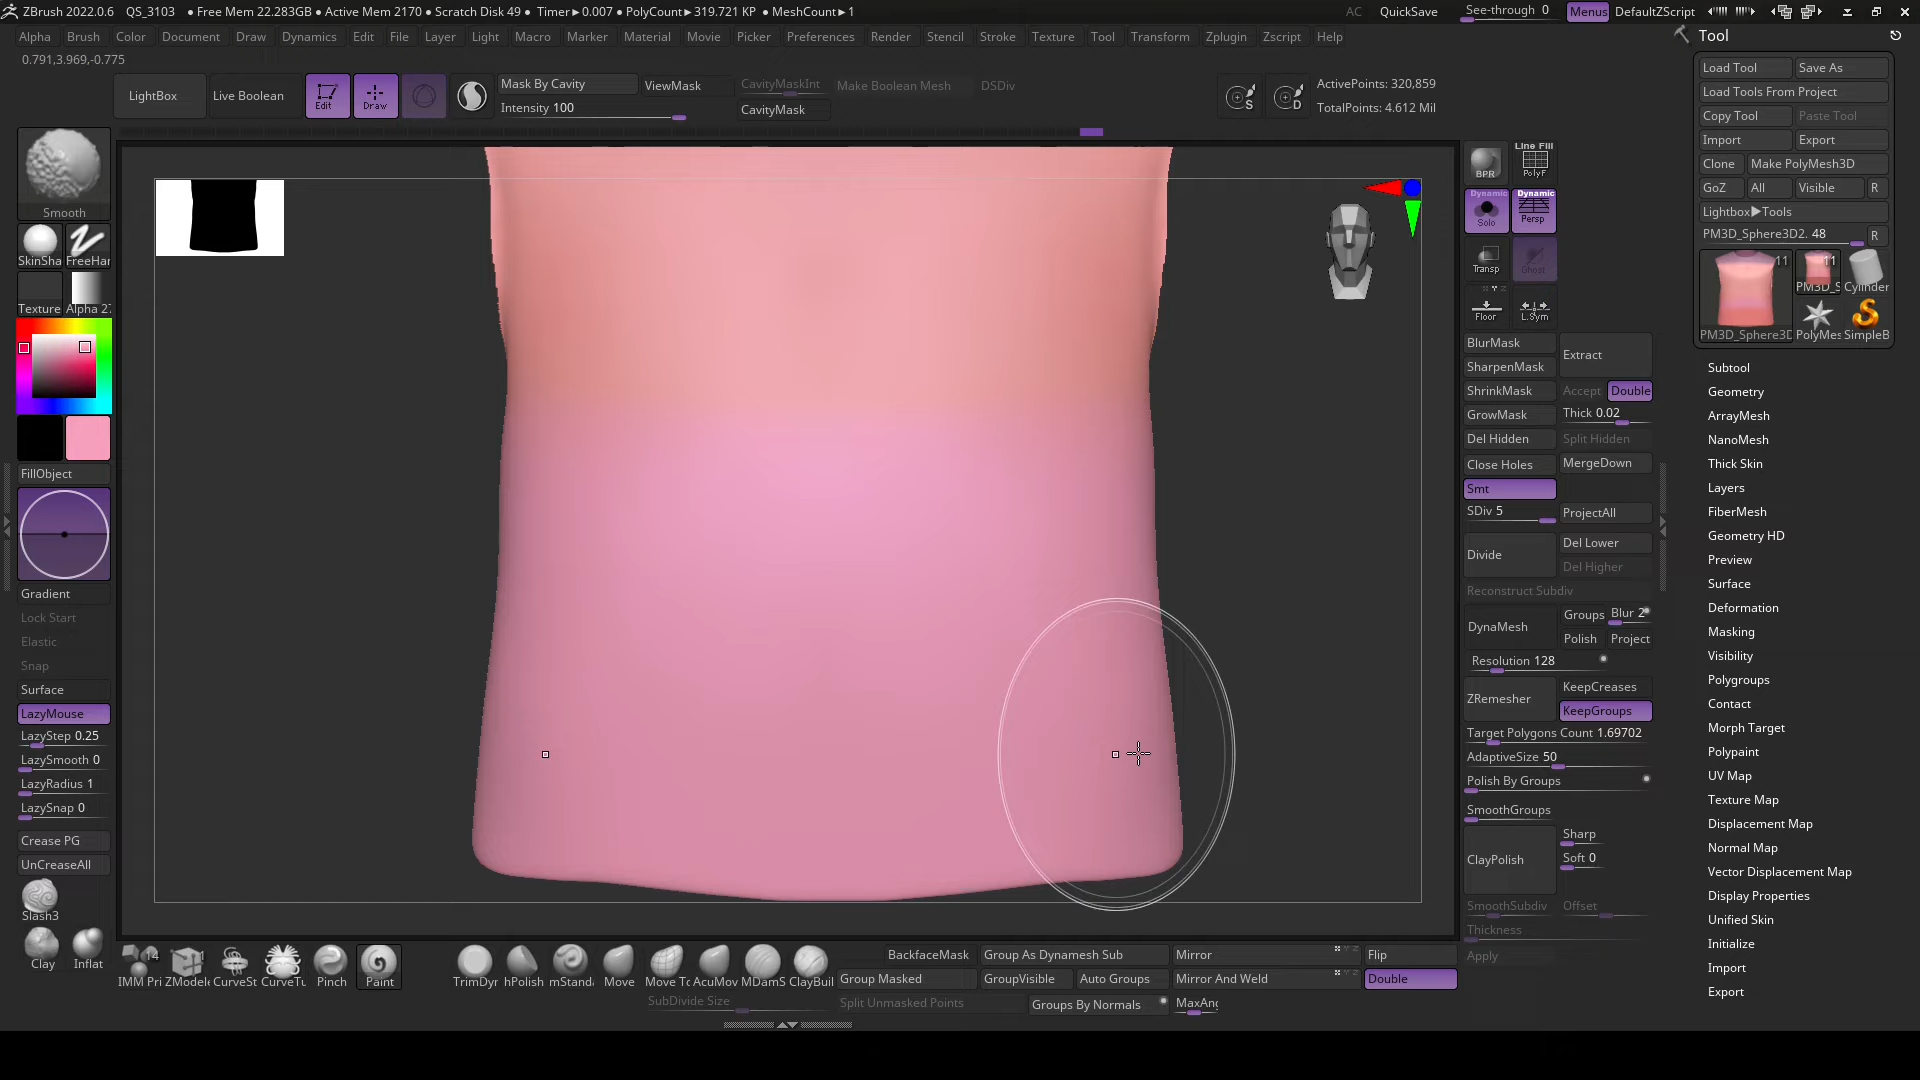 ZBrush 2022.0.6 QS_3103 • Free Mem 22.283GB • Active Mem 2170 • Scratch Disk 49 • Timer▸0.007 • PolyCount▸319.721 KP • MeshCount▸1 AC QuickSave See-through 0 Menus DefaultZScript
Alpha Brush Color Document Draw Dynamics Edit File Layer Light Macro Marker Material Movie Picker Preferences Render Stencil Stroke Texture Tool Transform Zplugin Zscript Help
0.791,3.969,-0.775
LightBox
Live Boolean
Edit
Draw
Mask By Cavity
Intensity 100
ViewMask
CavityMaskInt
CavityMask
Make Boolean Mesh
DSDiv
S
D
ActivePoints: 320,859
TotalPoints: 4.612 Mil
Smooth
SkinSha
FreeHan
Texture
Alpha 27
FillObject
Gradient
Lock Start
Elastic
Snap
Surface
LazyMouse
LazyStep 0.25
LazySmooth 0
LazyRadius 1
LazySnap 0
Crease PG
UnCreaseAll
Slash3
Clay
Inflat
14
IMM Pri
ZModele
CurveSt
CurveTu
Pinch
Paint
TrimDyr
hPolish
mStand
Move
Move To
AcuMov
MDamS
ClayBuil
BackfaceMask
Group As Dynamesh Sub
Mirror
Flip
Group Masked
GroupVisible
Auto Groups
Mirror And Weld
Double
SubDivide Size
Split Unmasked Points
Groups By Normals
MaxAng
BPR
Line Fill
PolyF
Dynamic
Solo
Dynamic
Persp
Transp
Ghost
Floor
L.Sym
BlurMask
SharpenMask
ShrinkMask
GrowMask
Del Hidden
Close Holes
Extract
Accept
Double
Thick 0.02
Split Hidden
MergeDown
Smt
SDiv 5
ProjectAll
Divide
Del Lower
Del Higher
Reconstruct Subdiv
DynaMesh
Groups
Blur 2
Polish
Project
Resolution 128
ZRemesher
KeepCreases
KeepGroups
Target Polygons Count 1.69702
AdaptiveSize 50
Polish By Groups
SmoothGroups
ClayPolish
Sharp
Soft 0
SmoothSubdiv
Offset
Thickness
Apply
Tool
Load Tool
Save As
Load Tools From Project
Copy Tool
Paste Tool
Import
Export
Clone
Make PolyMesh3D
GoZ
All
Visible
R
Lightbox▸Tools
PM3D_Sphere3D2. 48
R
11
11
PM3D_S
Cylinder
PM3D_Sphere3D
PolyMes
SimpleB
Subtool
Geometry
ArrayMesh
NanoMesh
Thick Skin
Layers
FiberMesh
Geometry HD
Preview
Surface
Deformation
Masking
Visibility
Polygroups
Contact
Morph Target
Polypaint
UV Map
Texture Map
Displacement Map
Normal Map
Vector Displacement Map
Display Properties
Unified Skin
Initialize
Import
Export